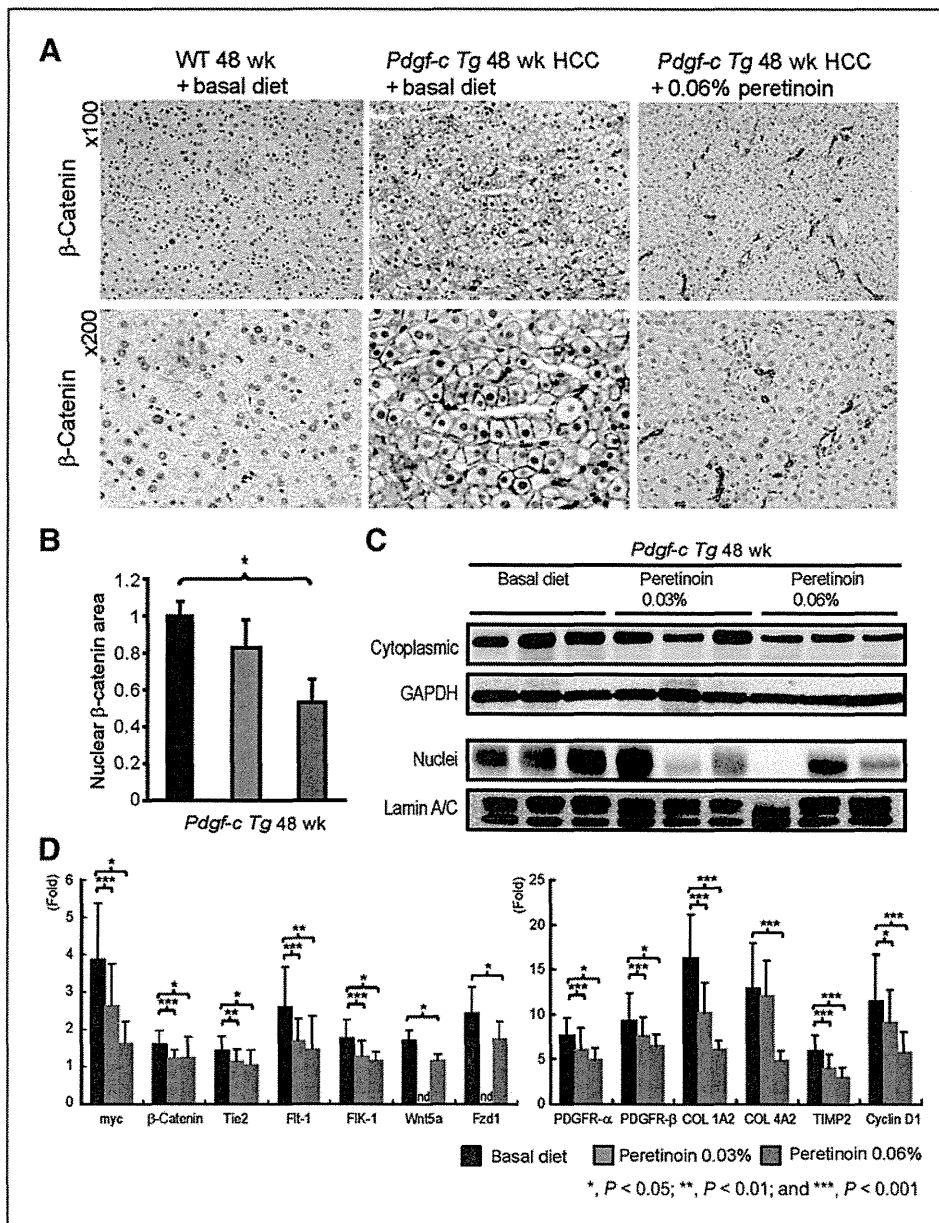 A
WT 48 wk
+ basal diet
Pdgf-c Tg 48 wk HCC
+ basal diet
Pdgf-c Tg 48 wk HCC
+ 0.06% peretinoin
x100
β-Catenin
x200
β-Catenin
B
*
Nuclear β-catenin area
1.2
1
0.8
0.6
0.4
0.2
0
Pdgf-c Tg 48 wk
C
Pdgf-c Tg 48 wk
Basal diet
Peretinoin
0.03%
Peretinoin
0.06%
Cytoplasmic
GAPDH
Nuclei
Lamin A/C
D
(Fold)
6
5
4
3
2
1
0
*
***
*
***
*
**
**
***
*
***
*
*
nd
nd
myc
β-Catenin
Tie2
Flt-1
FlK-1
Wnt5a
Fzd1
(Fold)
25
20
15
10
5
0
*
***
*
***
***
***
***
***
***
***
*
PDGFR-α
PDGFR-β
COL 1A2
COL 4A2
TIMP2
Cyclin D1
Basal diet
Peretinoin 0.03%
Peretinoin 0.06%
*, P < 0.05; **, P < 0.01; and ***, P < 0.001